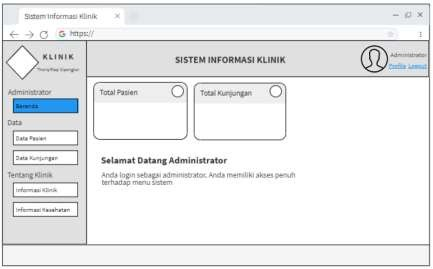 Sistem Informasi Klinik ×
G https://
KLINIK
SISTEM INFORMASI KLINIK
Administrator
Profile Logout
Administrator
Beranda
Data
Data Pasien
Data Kunjungan
Tentang Klinik
Informasi Klinik
Informasi Kesehatan
Total Pasien
Total Kunjungan
Selamat Datang Administrator
Anda login sebagai administrator. Anda memiliki akses penuh
terhadap menu sistem